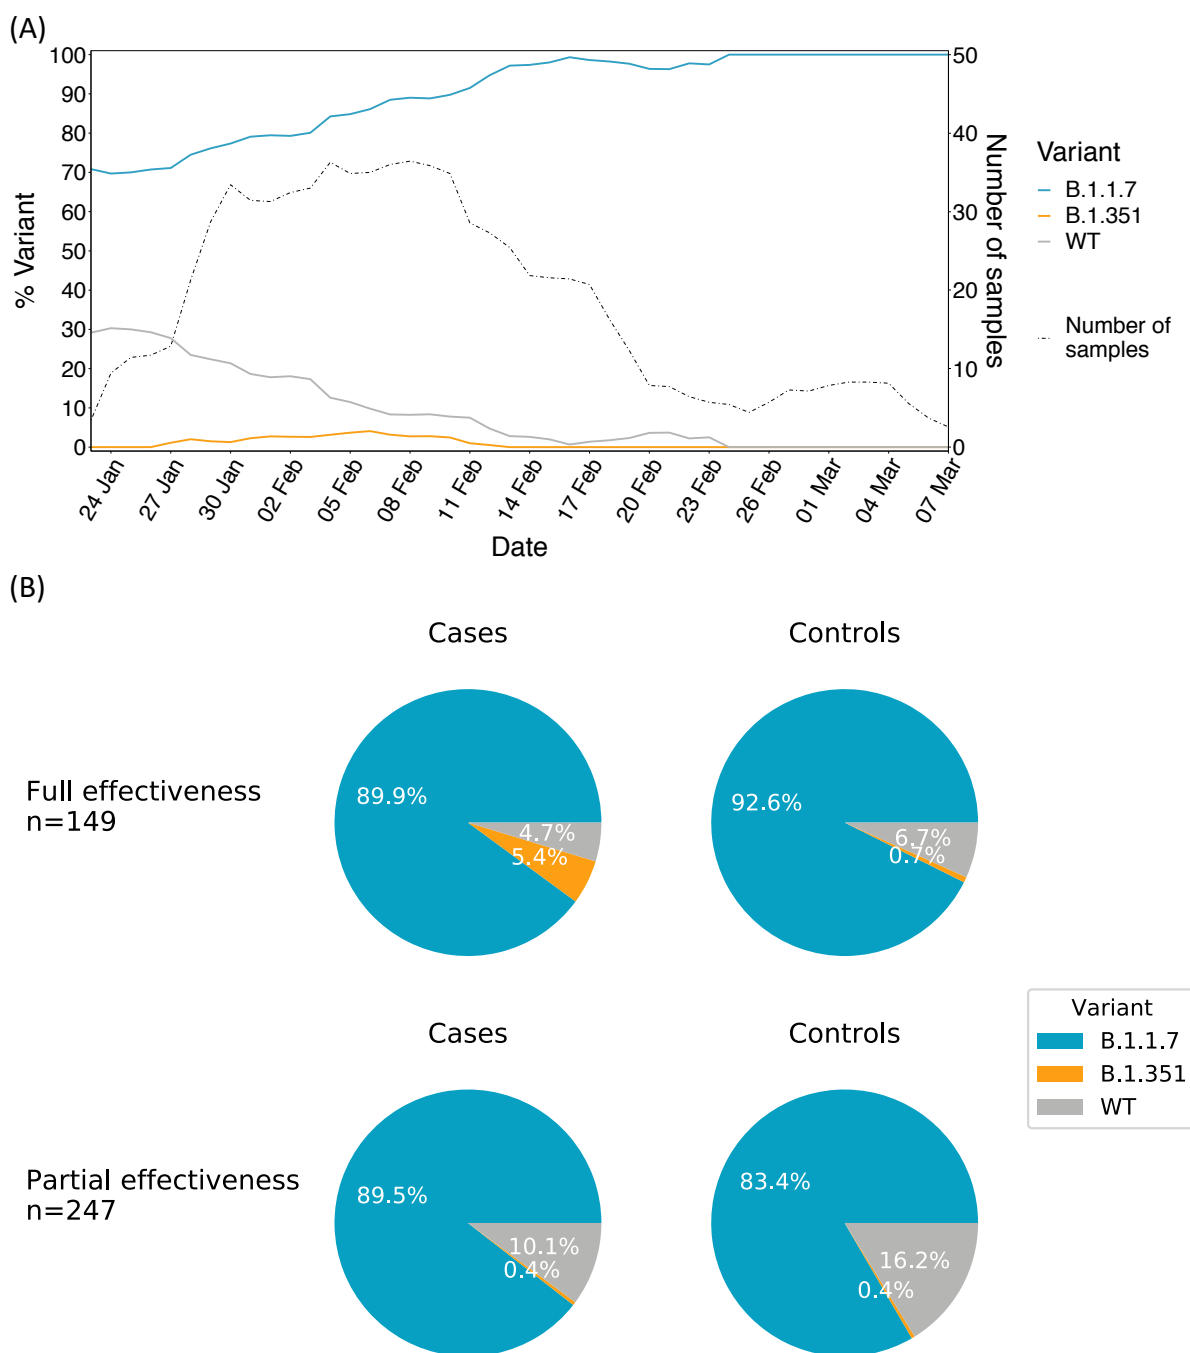 (A)
100
90
80
70
60
50
40
30
20
10
0
% Variant
50
40
30
20
10
0
Number of samples
24 Jan
27 Jan
30 Jan
02 Feb
05 Feb
08 Feb
11 Feb
14 Feb
17 Feb
20 Feb
23 Feb
26 Feb
01 Mar
04 Mar
07 Mar
Date
Variant
B.1.1.7
B.1.351
WT
Number of
samples
(B)
Cases
Controls
Full effectiveness
n=149
89.9%
4.7%
5.4%
92.6%
6.7%
0.7%
Cases
Controls
Partial effectiveness
n=247
89.5%
10.1%
0.4%
83.4%
16.2%
0.4%
Variant
B.1.1.7
B.1.351
WT